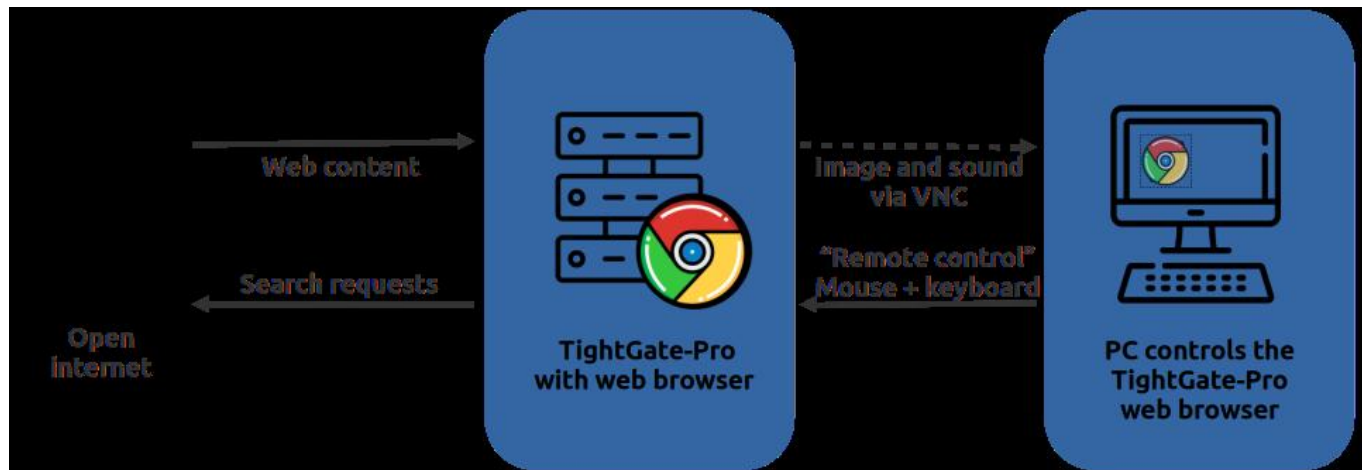 Web content
Search requests
Open
internet
TightGate-Pro
with web browser
Image and sound
via VNC
“Remote control”
Mouse + keyboard
PC controls the
TightGate-Pro
web browser